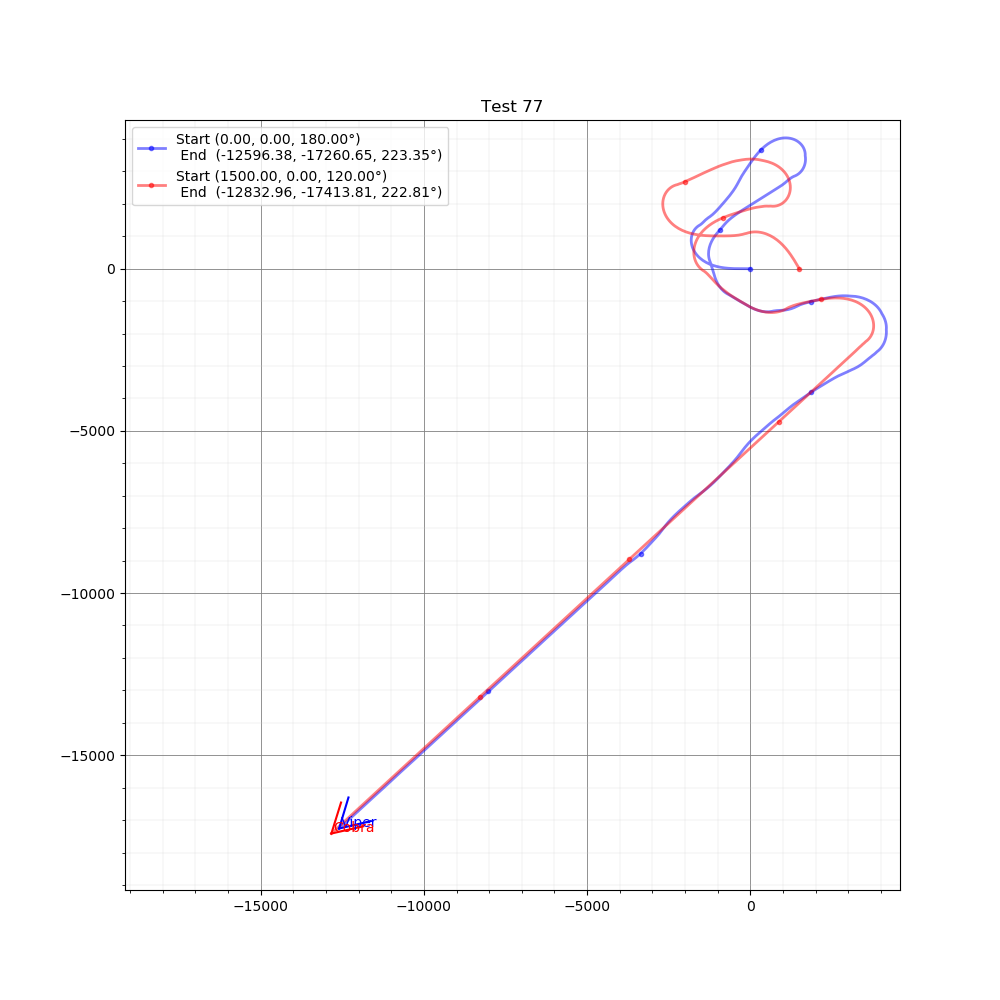 Test 77
Start (0.00, 0.00, 180.00°)
End (-12596.38, -17260.65, 223.35°)
Start (1500.00, 0.00, 120.00°)
End (-12832.96, -17413.81, 222.81°)
0
−5000
−10000
−15000
Viper
Cobra
−15000
−10000
−5000
0